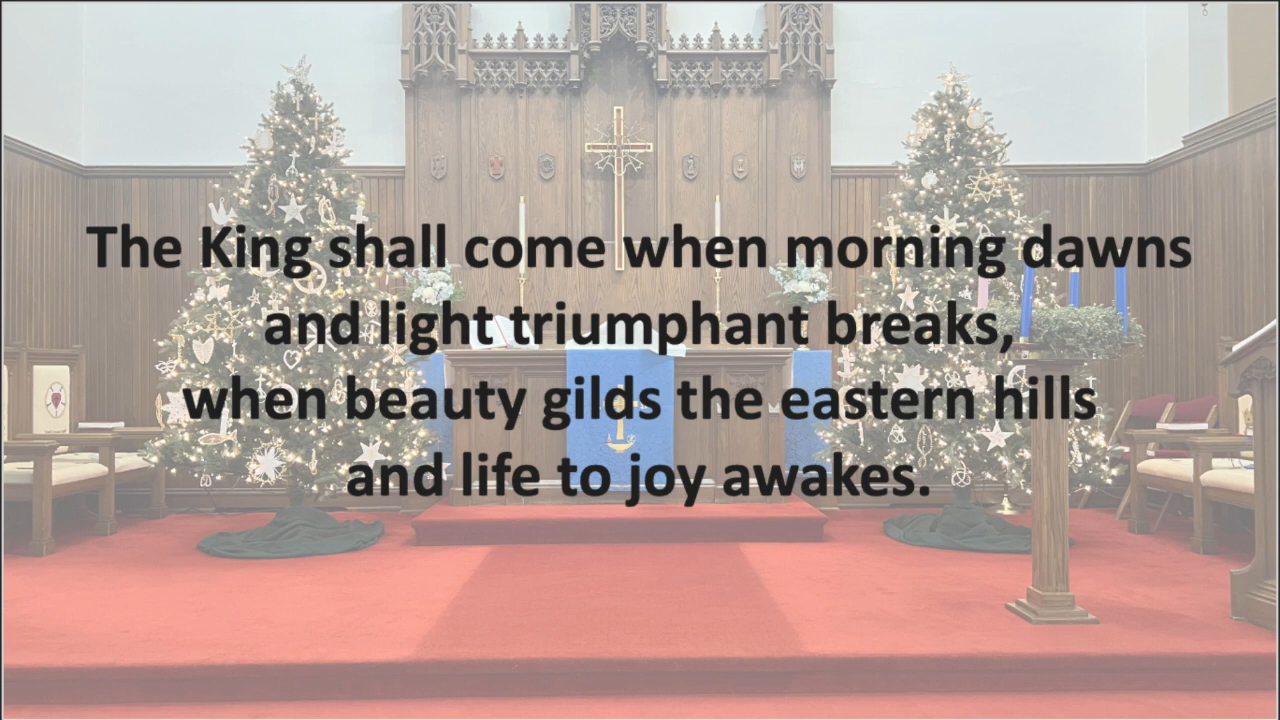 The King shall come when morning dawns
and light triumphant breaks,
when beauty gilds the eastern hills
and life to joy awakes.